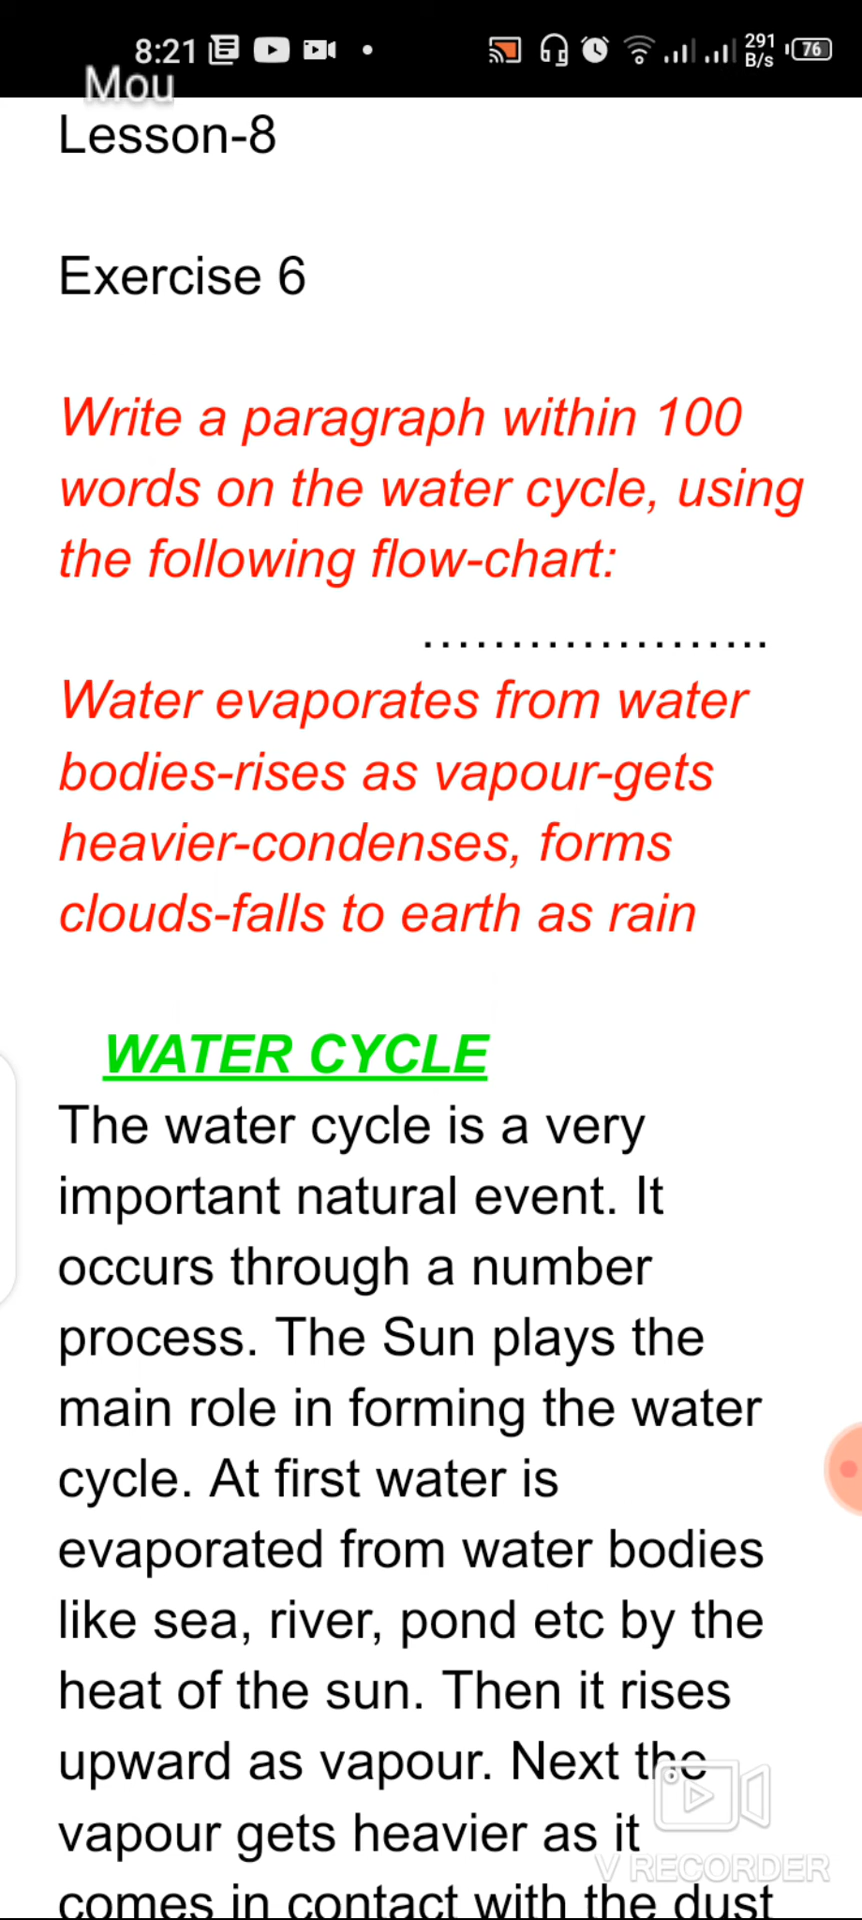 8:21
291
B/s
76
Mou
Lesson-8
Exercise 6
Write a paragraph within 100
words on the water cycle, using
the following flow-chart:
....................
Water evaporates from water
bodies-rises as vapour-gets
heavier-condenses, forms
clouds-falls to earth as rain
WATER CYCLE
The water cycle is a very
important natural event. It
occurs through a number
process. The Sun plays the
main role in forming the water
cycle. At first water is
evaporated from water bodies
like sea, river, pond etc by the
heat of the sun. Then it rises
upward as vapour. Next the
vapour gets heavier as it
V RECORDER
comes in contact with the dust